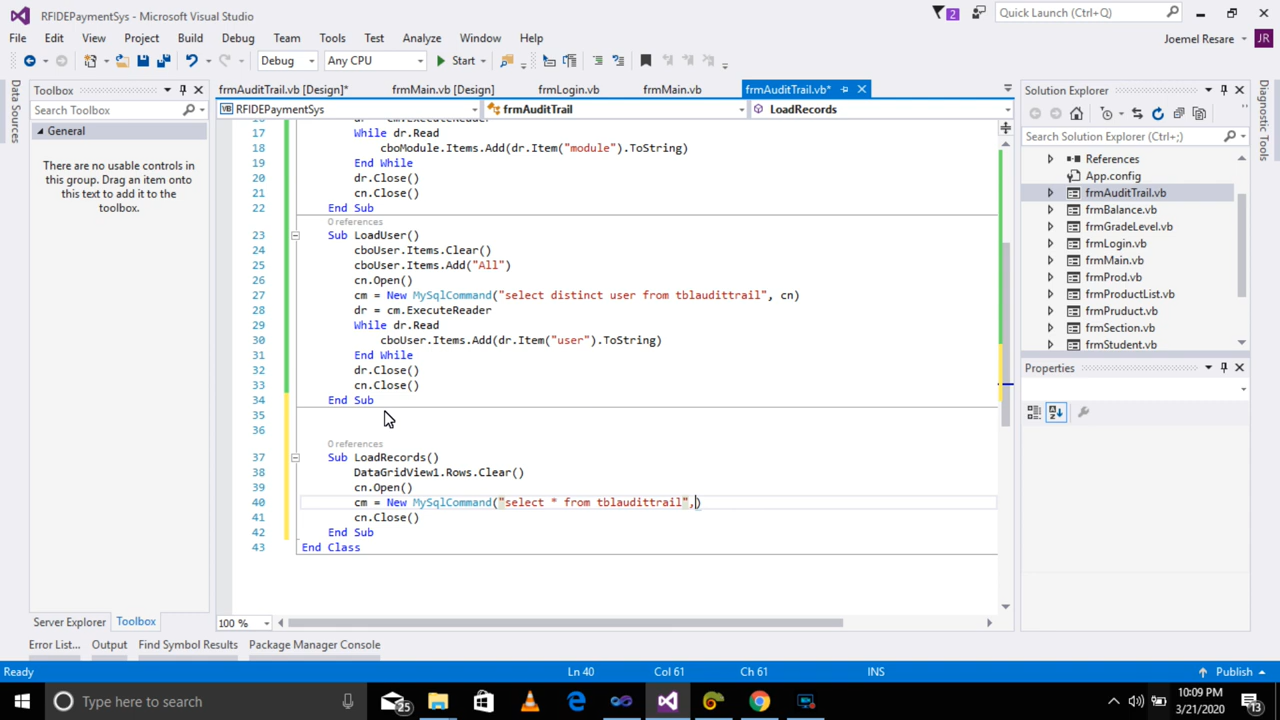 RFIDEPaymentSys - Microsoft Visual Studio
2
Quick Launch (Ctrl+Q)
File Edit View Project Build Debug Team Tools Test Analyze Window Help
Joemel Resare JR
Debug Any CPU Start
Data Sources
Toolbox
Search Toolbox
General
There are no usable controls in
this group. Drag an item onto
this text to add it to the
toolbox.
frmAuditTrail.vb [Design]* frmMain.vb [Design] frmLogin.vb frmMain.vb frmAuditTrail.vb*
RFIDEPaymentSys frmAuditTrail LoadRecords
16 dr = cm.ExecuteReader
17 While dr.Read
18 cboModule.Items.Add(dr.Item("module").ToString)
19 End While
20 dr.Close()
21 cn.Close()
22 End Sub
0 references
23 Sub LoadUser()
24 cboUser.Items.Clear()
25 cboUser.Items.Add("All")
26 cn.Open()
27 cm = New MySqlCommand("select distinct user from tblaudittrail", cn)
28 dr = cm.ExecuteReader
29 While dr.Read
30 cboUser.Items.Add(dr.Item("user").ToString)
31 End While
32 dr.Close()
33 cn.Close()
34 End Sub
35
36
0 references
37 Sub LoadRecords()
38 DataGridView1.Rows.Clear()
39 cn.Open()
40 cm = New MySqlCommand("select * from tblaudittrail",)
41 cn.Close()
42 End Sub
43 End Class
100 %
Solution Explorer
Search Solution Explorer (Ctrl+;)
References
App.config
frmAuditTrail.vb
frmBalance.vb
frmGradeLevel.vb
frmLogin.vb
frmMain.vb
frmProd.vb
frmProductList.vb
frmPruduct.vb
frmSection.vb
frmStudent.vb
Properties
Diagnostic Tools
Server Explorer Toolbox
Error List... Output Find Symbol Results Package Manager Console
Ready Ln 40 Col 61 Ch 61 INS Publish
Type here to search
25
10:09 PM
3/21/2020
13